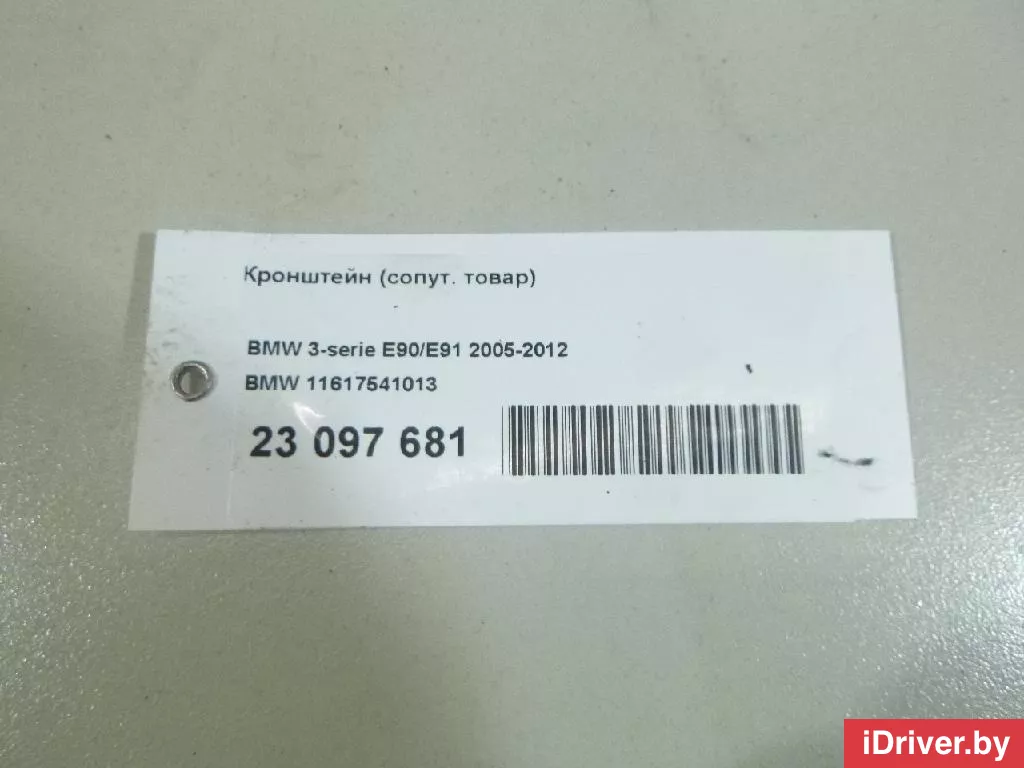 Кронштейн (сопут. товар)
BMW 3-serie E90/E91 2005-2012
BMW 11617541013
23 097 681
iDriver.by